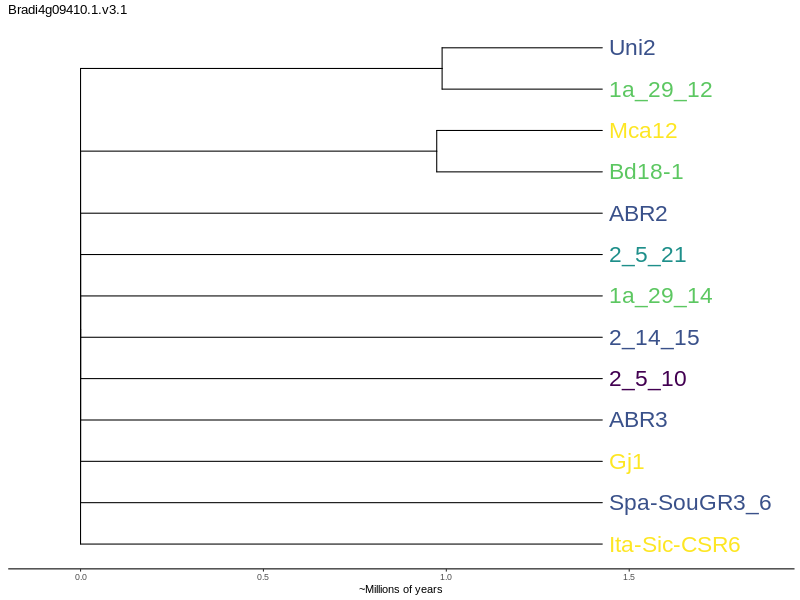 Bradi4g09410.1.v3.1
Uni2
1a_29_12
Mca12
Bd18-1
ABR2
2_5_21
1a_29_14
2_14_15
2_5_10
ABR3
Gj1
Spa-SouGR3_6
Ita-Sic-CSR6
0.0 0.5 1.0 1.5
~Millions of years